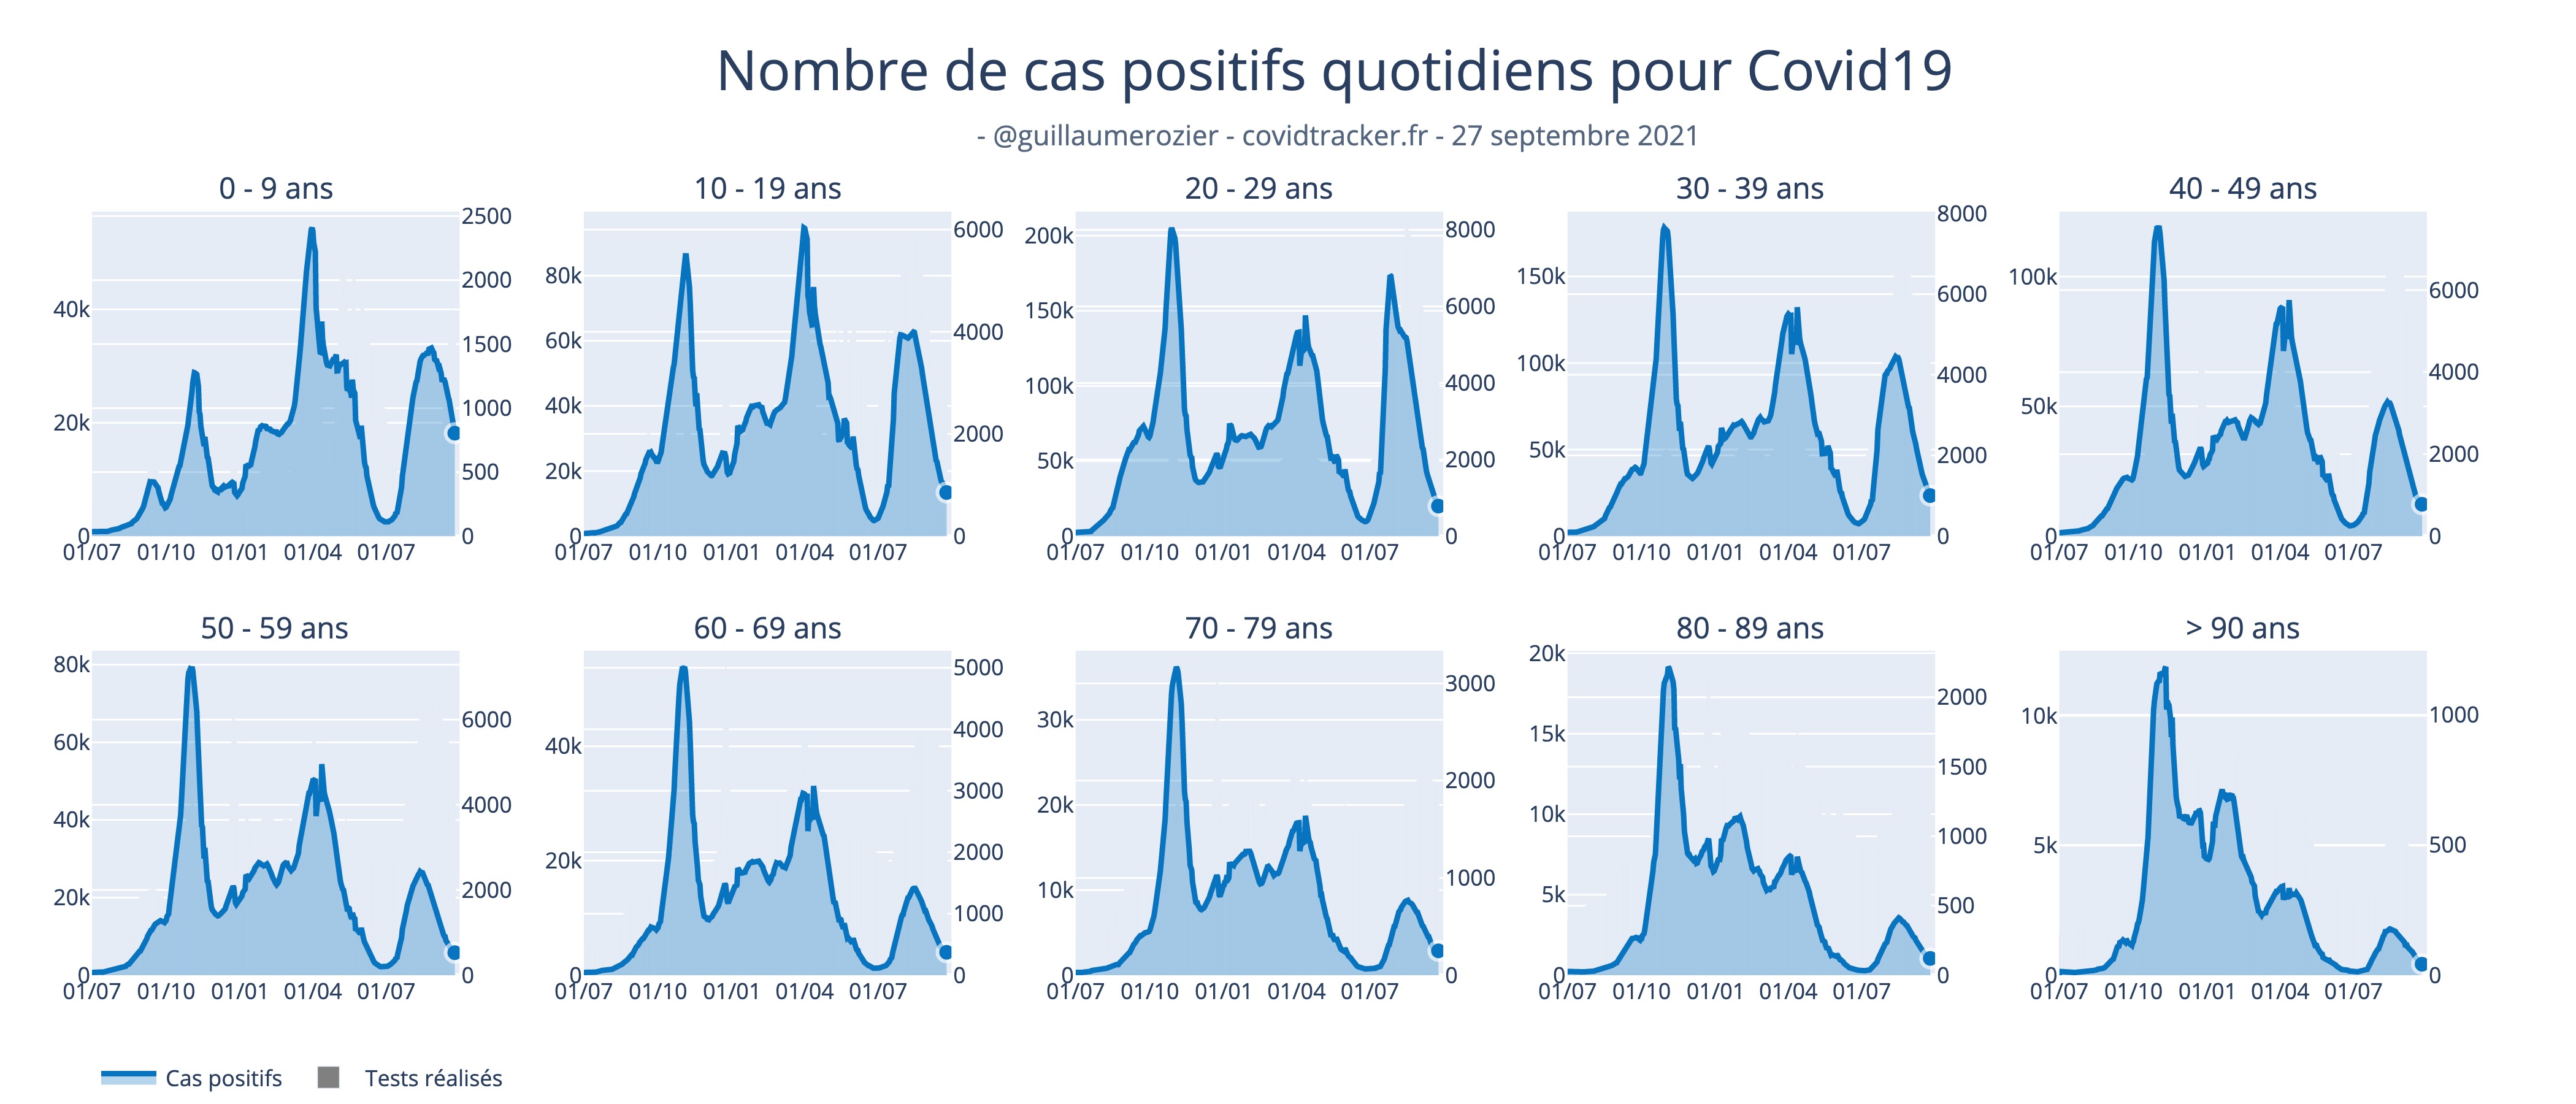 Nombre de cas positifs quotidiens pour Covid19
- @guillaumerozier - covidtracker.fr - 27 septembre 2021
0 - 9 ans
10 - 19 ans
20 - 29 ans
30 - 39 ans
40 - 49 ans
0 20k 40k
0 500 1000 1500 2000 2500
01/07 01/10 01/01 01/04 01/07
0 20k 40k 60k 80k
0 2000 4000 6000
01/07 01/10 01/01 01/04 01/07
0 50k 100k 150k 200k
0 2000 4000 6000 8000
01/07 01/10 01/01 01/04 01/07
0 50k 100k 150k
0 2000 4000 6000 8000
01/07 01/10 01/01 01/04 01/07
0 50k 100k
0 2000 4000 6000
01/07 01/10 01/01 01/04 01/07
50 - 59 ans
60 - 69 ans
70 - 79 ans
80 - 89 ans
> 90 ans
0 20k 40k 60k 80k
0 2000 4000 6000
01/07 01/10 01/01 01/04 01/07
0 20k 40k
0 1000 2000 3000 4000 5000
01/07 01/10 01/01 01/04 01/07
0 10k 20k 30k
0 1000 2000 3000
01/07 01/10 01/01 01/04 01/07
0 5k 10k 15k 20k
0 500 1000 1500 2000
01/07 01/10 01/01 01/04 01/07
0 5k 10k
0 500 1000
01/07 01/10 01/01 01/04 01/07
Cas positifs
Tests réalisés